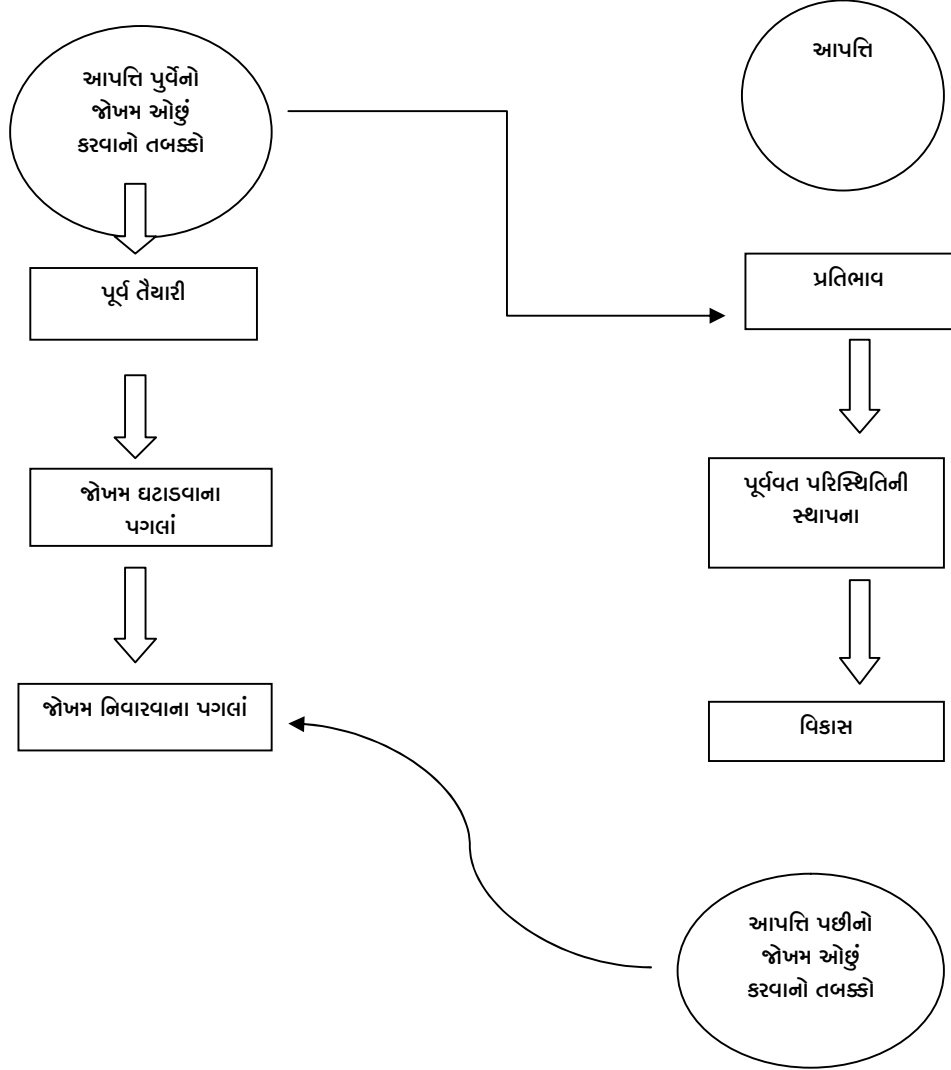 આપત્તિ પુર્વેનો
જોખમ ઓછું
કરવાનો તબક્કો
આપત્તિ
પૂર્વ તૈયારી
પ્રતિભાવ
જોખમ ઘટાડવાના
પગલાં
પૂર્વવત પરિસ્થિતિની
સ્થાપના
જોખમ નિવારવાના પગલાં
વિકાસ
આપત્તિ પછીનો
જોખમ ઓછું
કરવાનો તબક્કો